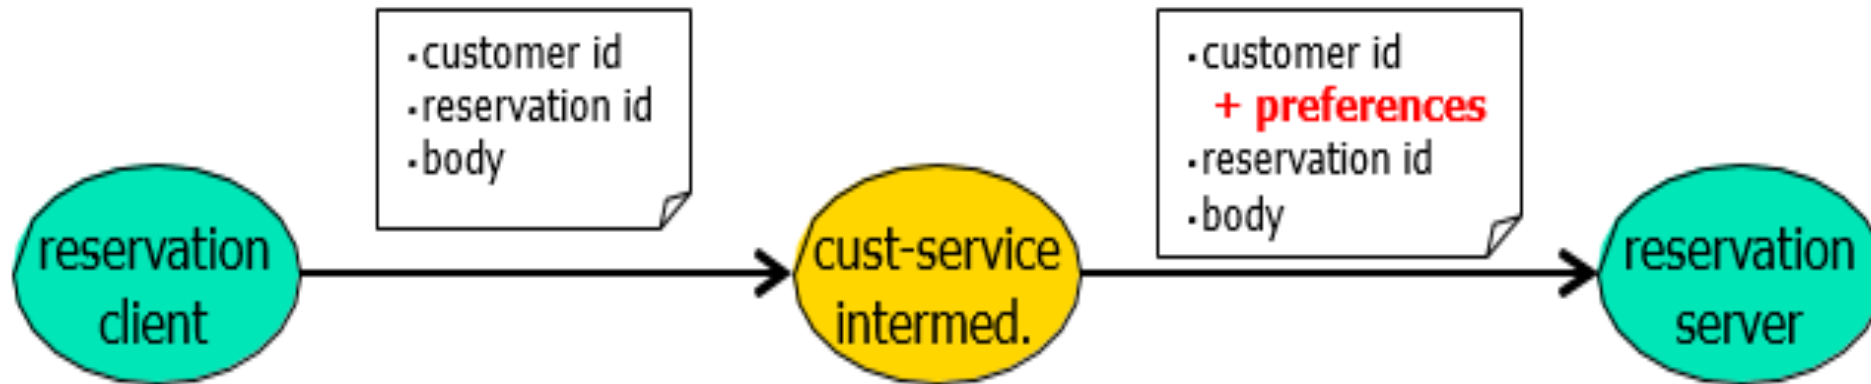 ·customer id
·reservation id
·body
·customer id
+ preferences
·reservation id
·body
reservation
client
cust-service
intermed.
reservation
server